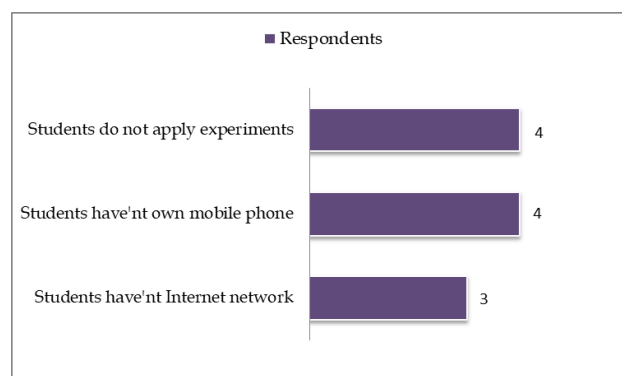 Respondents
Students do not apply experiments
4
Students have'nt own mobile phone
4
Students have'nt Internet network
3